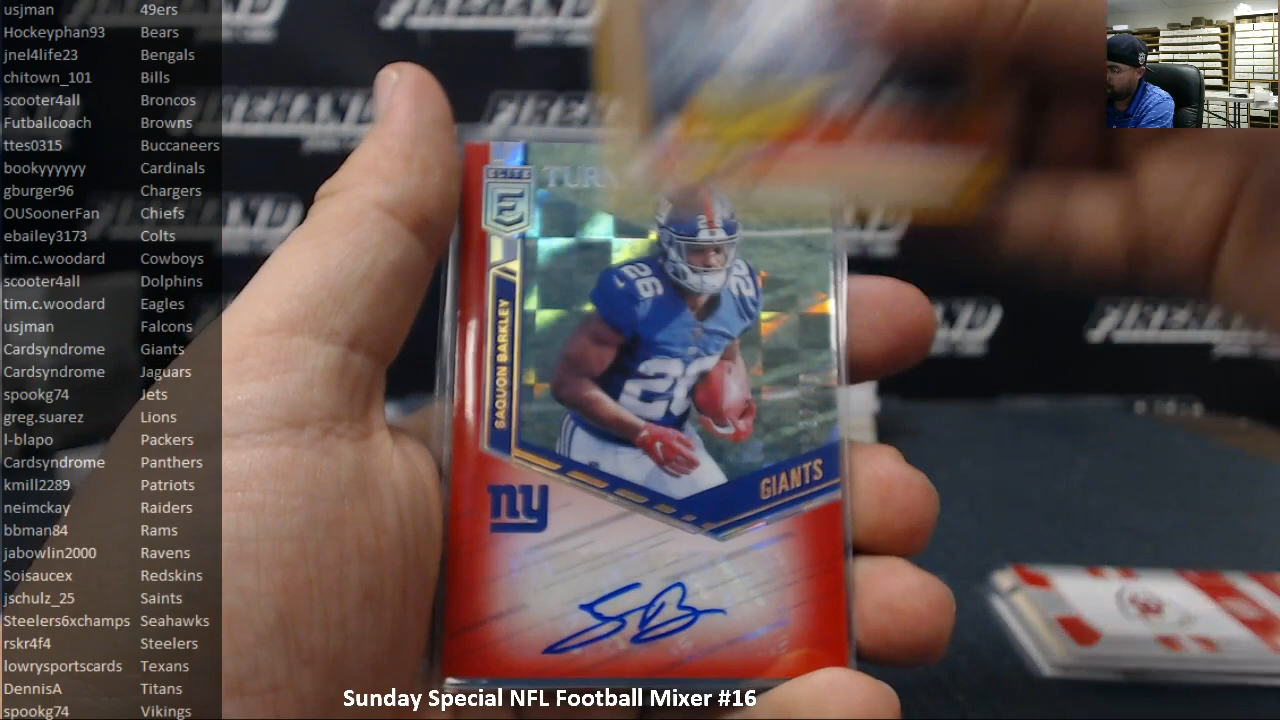 usjman 49ers
Hockeyphan93 Bears
jnel4life23 Bengals
chitown_101 Bills
scooter4all Broncos
Futballcoach Browns
ttes0315 Buccaneers
bookyyyyyy Cardinals
gburger96 Chargers
OUSoonerFan Chiefs
ebailey3173 Colts
tim.c.woodard Cowboys
scooter4all Dolphins
tim.c.woodard Eagles
usjman Falcons
Cardsyndrome Giants
Cardsyndrome Jaguars
spookg74 Jets
greg.suarez Lions
l-blapo Packers
Cardsyndrome Panthers
kmill2289 Patriots
neimckay Raiders
bbman84 Rams
jabowlin2000 Ravens
Soisaucex Redskins
jschulz_25 Saints
Steelers6xchamps Seahawks
rskr4f4 Steelers
lowrysportscards Texans
DennisA Titans
spookg74 Vikings
ELITE
E
TUR
SAQUON BARKLEY
26
26
GIANTS
ny
SB
Sunday Special NFL Football Mixer #16